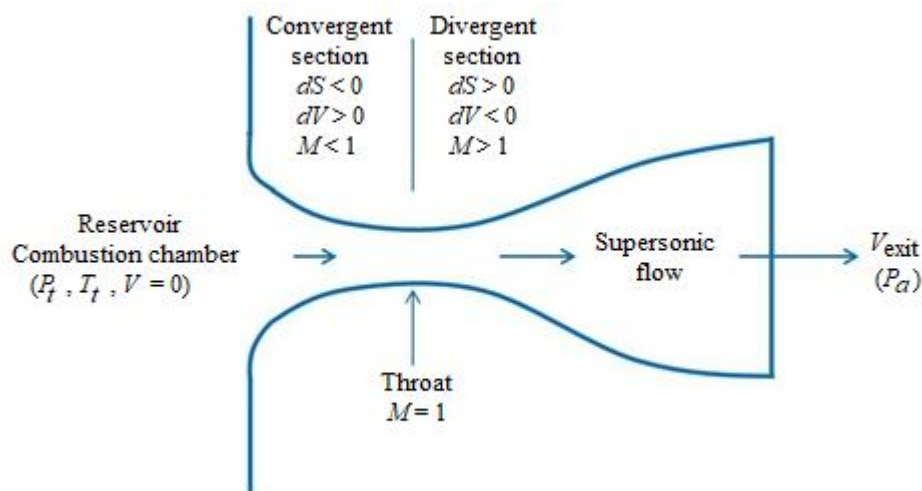 Convergent
section
dS < 0
dV > 0
M < 1
Divergent
section
dS > 0
dV < 0
M > 1
Reservoir
Combustion chamber
(Pt , Tt , V = 0)
Supersonic
flow
Vexit
(Pa)
Throat
M = 1